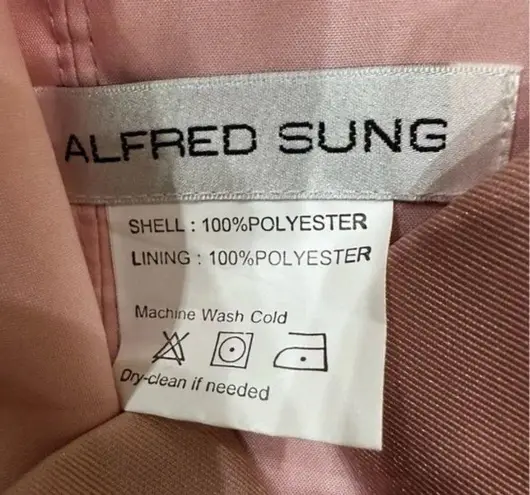 ALFRED SUNG
SHELL : 100%POLYESTER
LINING : 100%POLYESTER
Machine Wash Cold
Dry-clean if needed